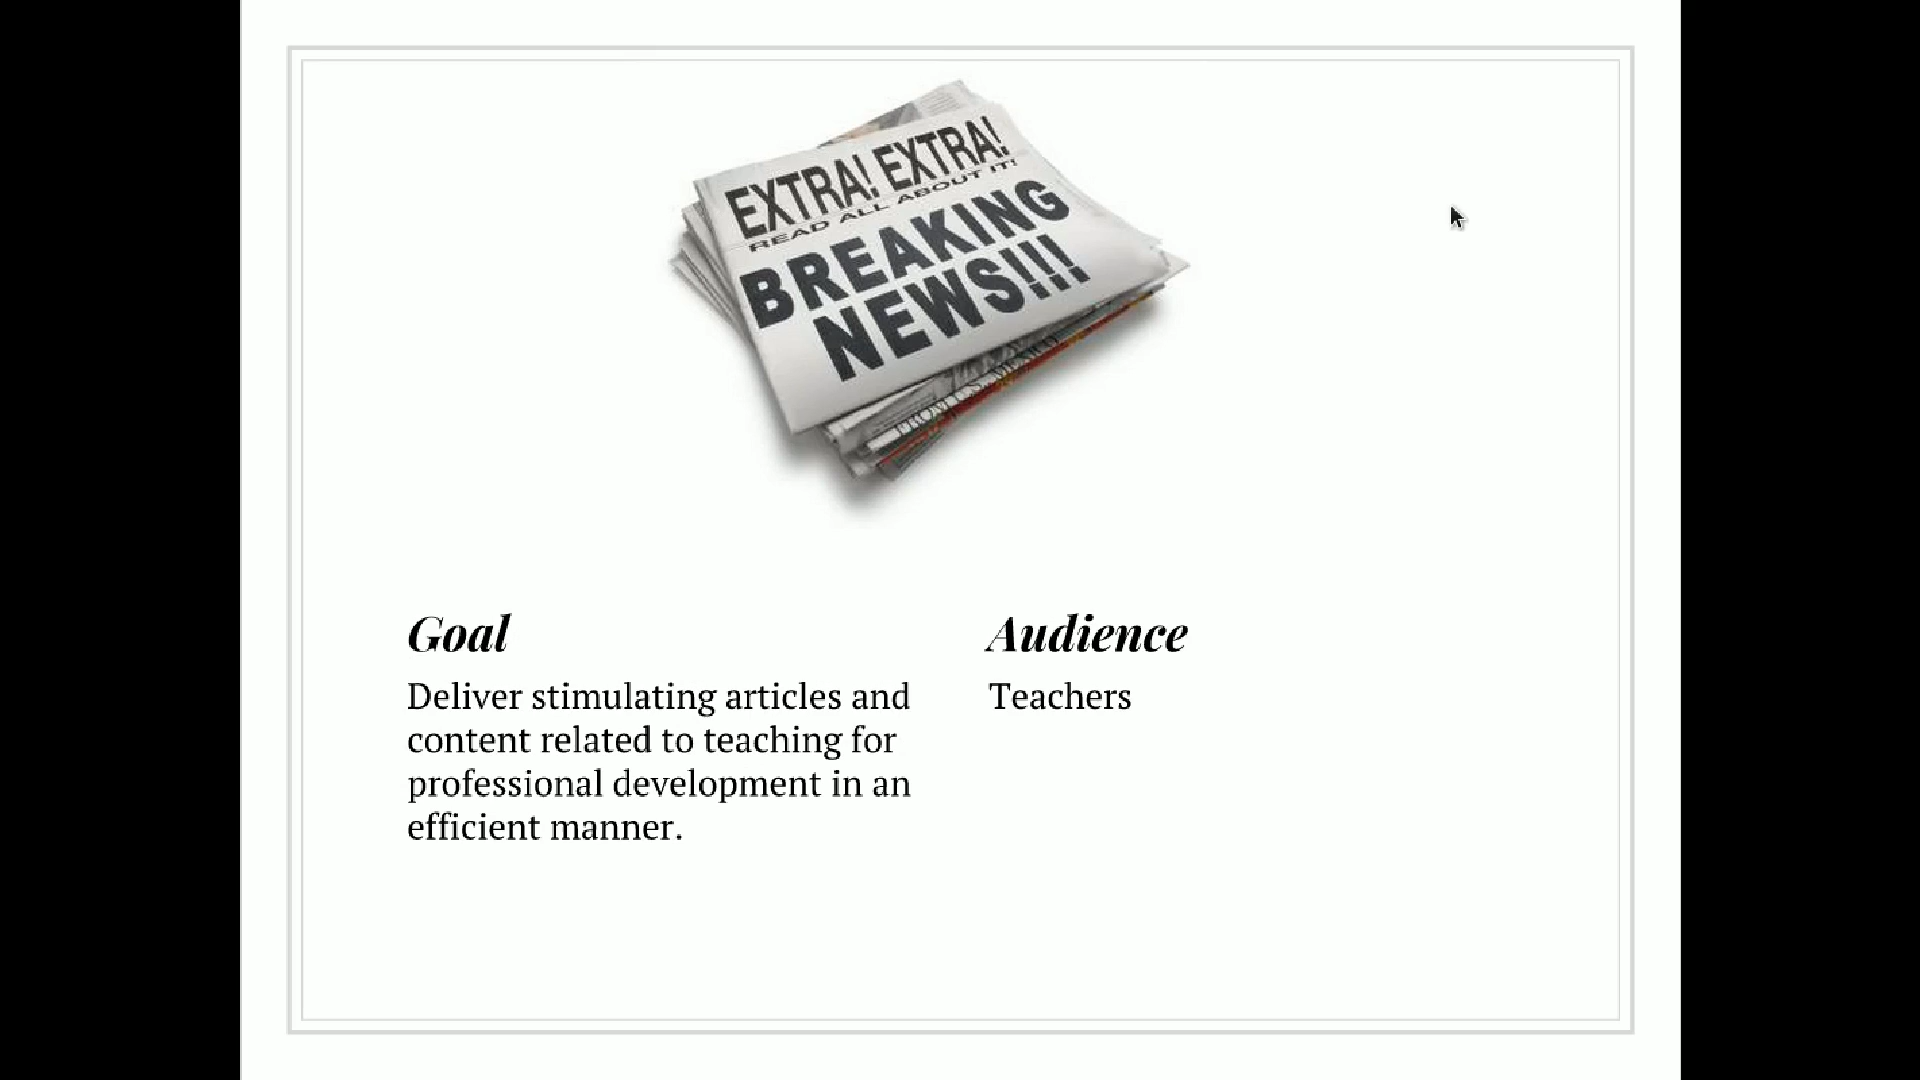 EXTRA! EXTRA!
READ ALL ABOUT IT!
BREAKING
NEWS!!!
Goal
Deliver stimulating articles and
content related to teaching for
professional development in an
efficient manner.
Audience
Teachers